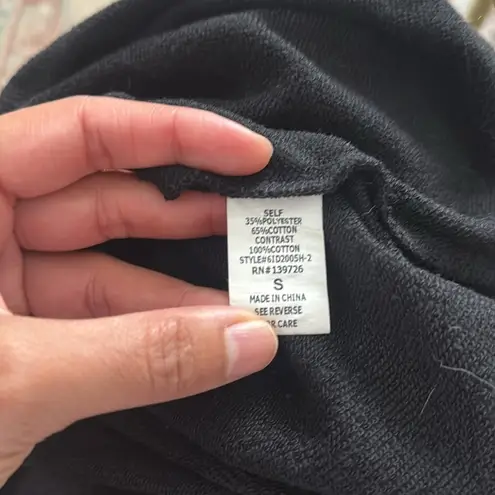 SELF
35%POLYESTER
65%COTTON
CONTRAST
100%COTTON
STYLE#6ID2005H-2
RN#139726
S
MADE IN CHINA
SEE REVERSE
CARE